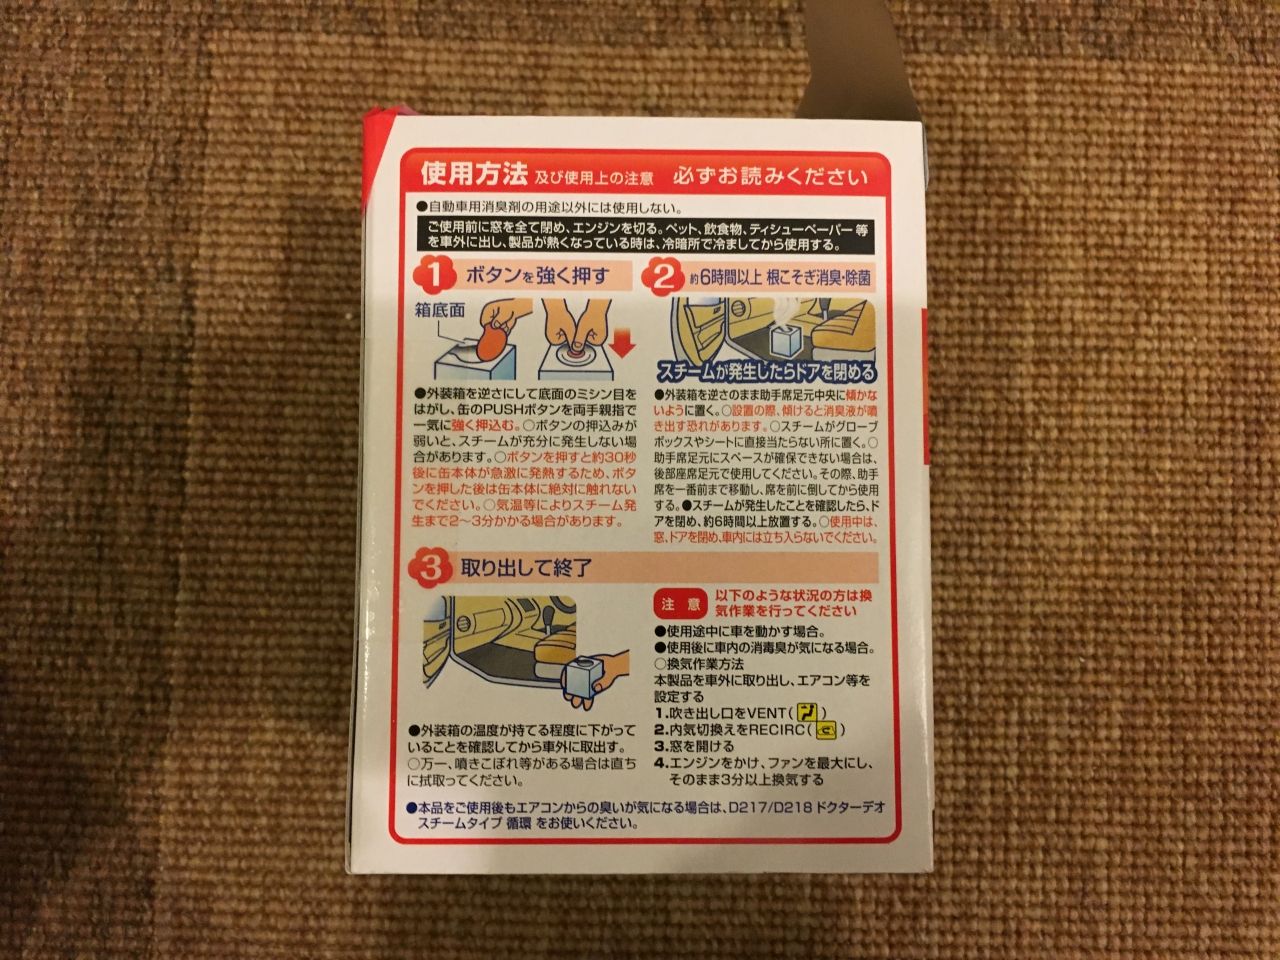 使用方法 及び使用上の注意 必ずお読みください
●自動車用消臭剤の用途以外には使用しない。
ご使用前に窓を全て閉め、エンジンを切る。ペット、飲食物、ティシューペーパー等
を車外に出し、製品が熱くなっている時は、冷暗所で冷ましてから使用する。
1 ボタンを強く押す
箱底面
●外装箱を逆さにして底面のミシン目を
はがし、缶のPUSHボタンを両手親指で
一気に強く押込む。○ボタンの押込みが
弱いと、スチームが充分に発生しない場
合があります。○ボタンを押すと約30秒
後に缶本体が急激に発熱するため、ボタ
ンを押した後は缶本体に絶対に触れない
でください。○気温等によりスチーム発
生まで2～3分かかる場合があります。
2 約6時間以上 根こそぎ消臭・除菌
スチームが発生したらドアを閉める
●外装箱を逆さのまま助手席足元中央に傾かな
いように置く。○設置の際、傾けると消臭液が噴
き出す恐れがあります。○スチームがグローブ
ボックスやシートに直接当たらない所に置く。○
助手席足元にスペースが確保できない場合は、
後部座席足元で使用してください。その際、助手
席を一番前まで移動し、席を前に倒してから使用
する。●スチームが発生したことを確認したら、ド
アを閉め、約6時間以上放置する。○使用中は、
窓、ドアを閉め、車内には立ち入らないでください。
3 取り出して終了
●外装箱の温度が持てる程度に下がって
いることを確認してから車外に取出す。
○万一、噴きこぼれ等がある場合は直ち
に拭取ってください。
注意 以下のような状況の方は換
気作業を行ってください
●使用途中に車を動かす場合。
●使用後に車内の消毒臭が気になる場合。
○換気作業方法
本製品を車外に取り出し、エアコン等を
設定する
1.吹き出し口をVENT( )
2.内気切換えをRECIRC( )
3.窓を開ける
4.エンジンをかけ、ファンを最大にし、
そのまま3分以上換気する
●本品をご使用後もエアコンからの臭いが気になる場合は、D217/D218 ドクターデオ
スチームタイプ 循環 をお使いください。